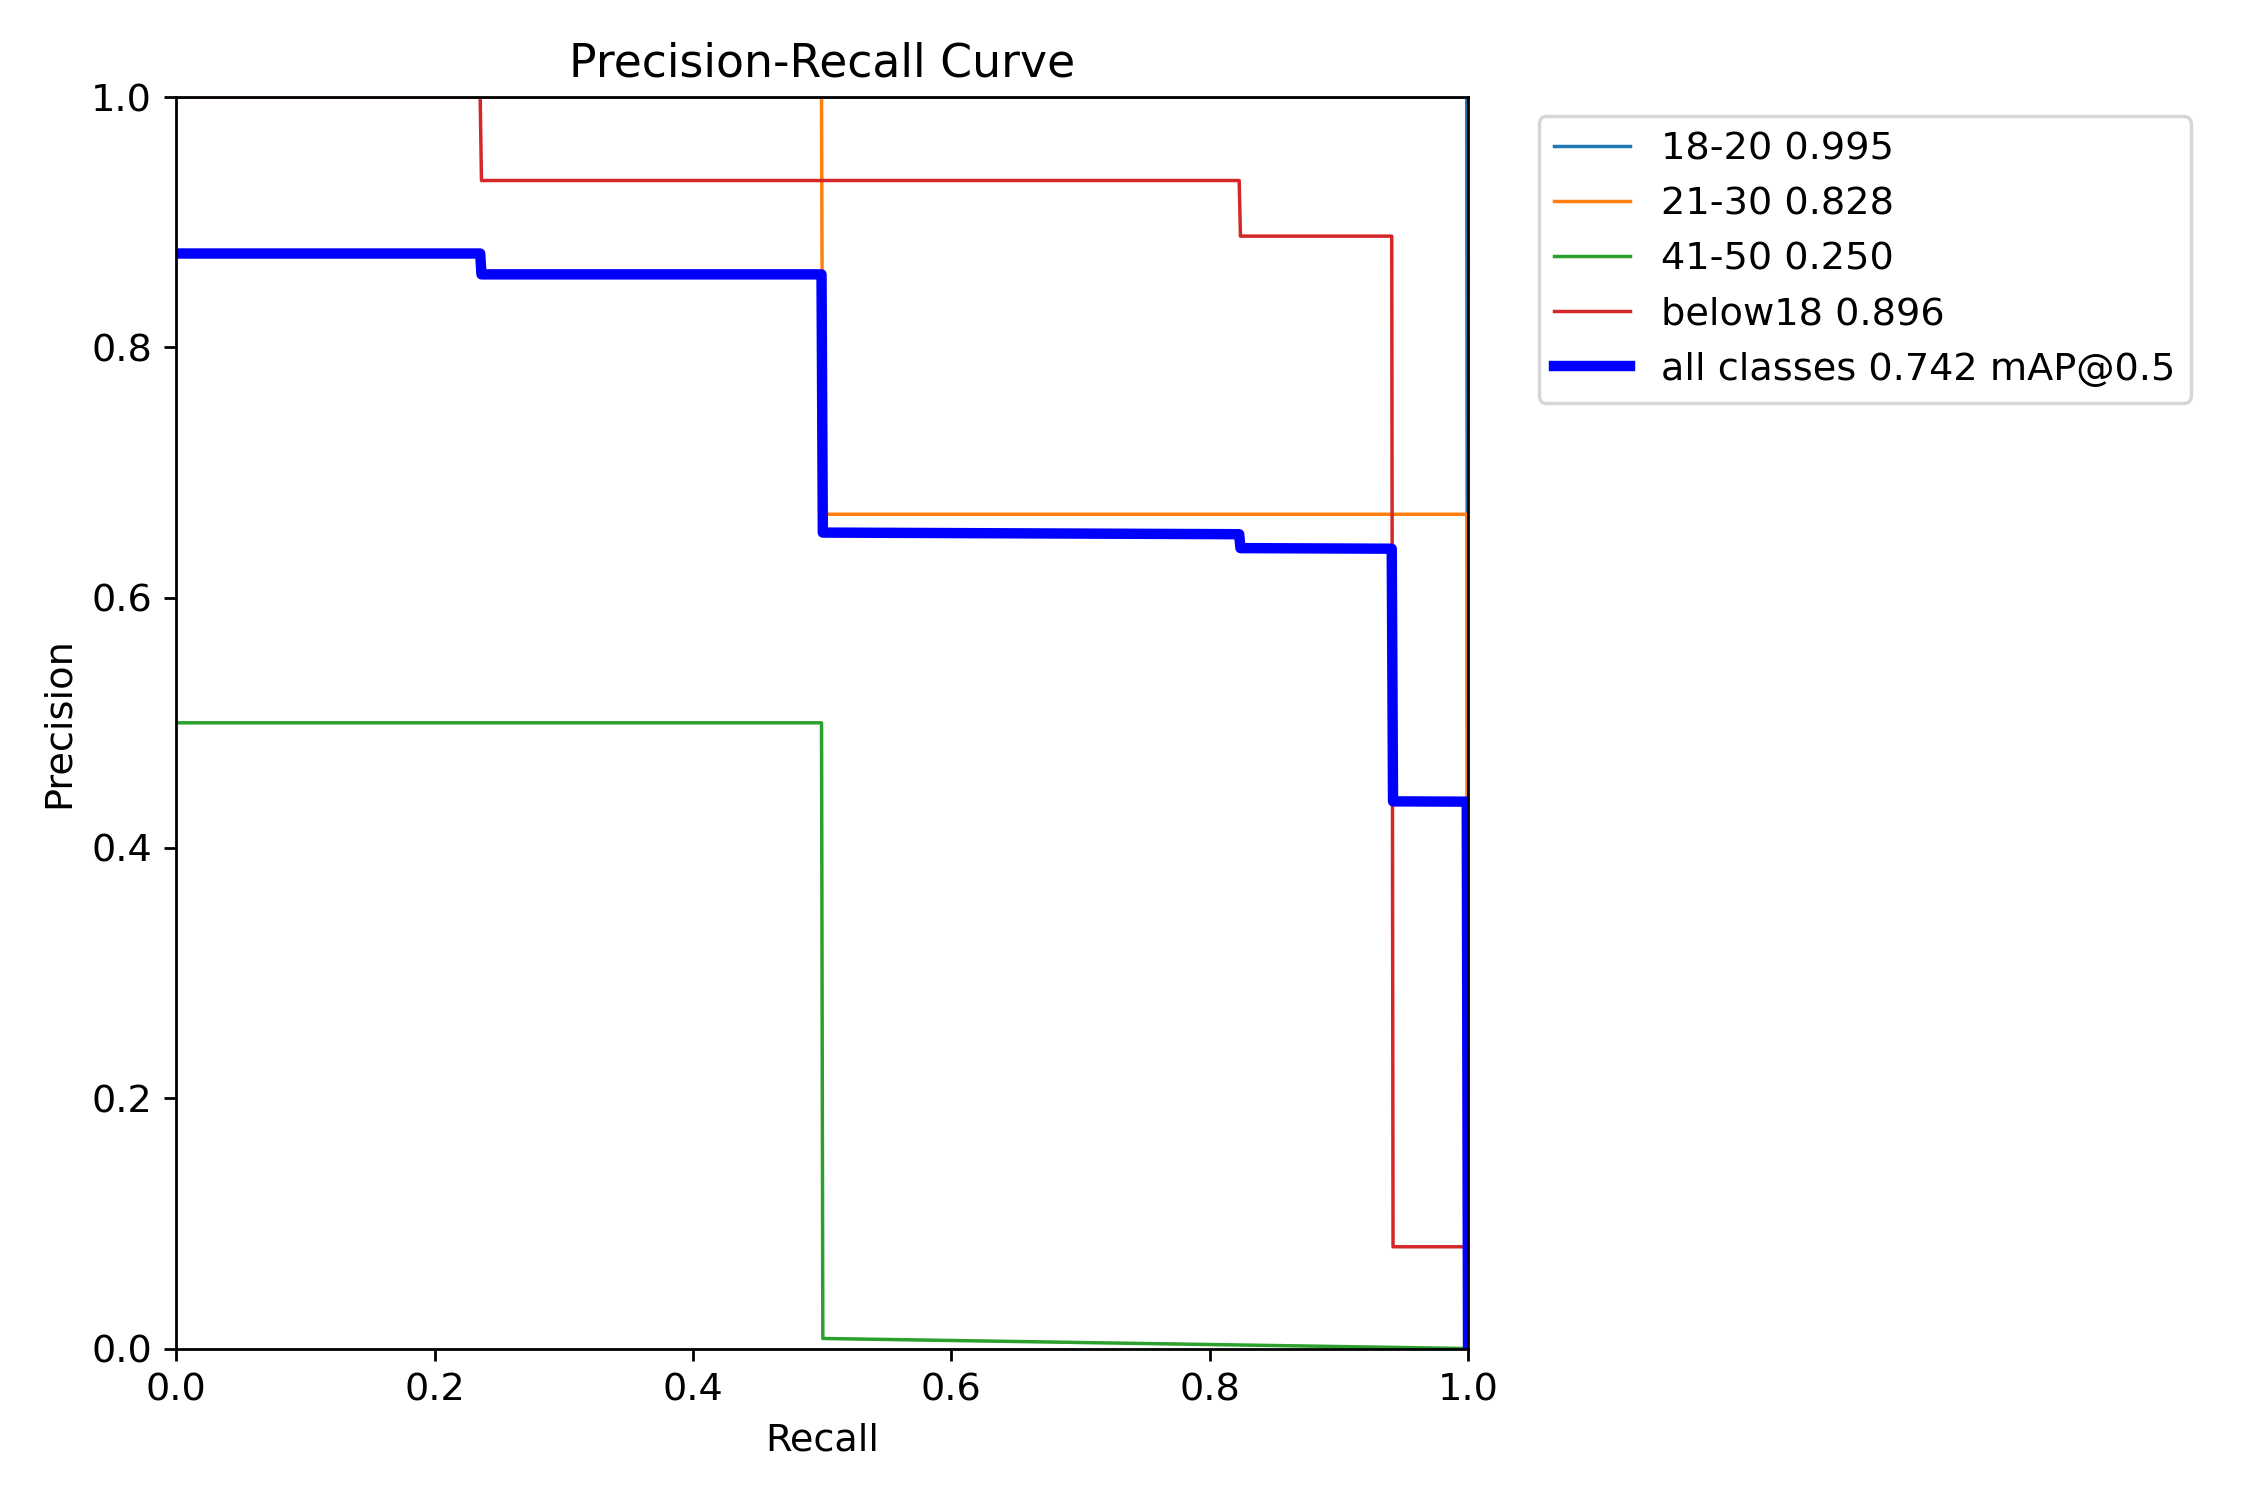 Precision-Recall Curve
1.0
0.8
0.6
0.4
0.2
0.0
Precision
0.0 0.2 0.4 0.6 0.8 1.0
Recall
18-20 0.995
21-30 0.828
41-50 0.250
below18 0.896
all classes 0.742 mAP@0.5